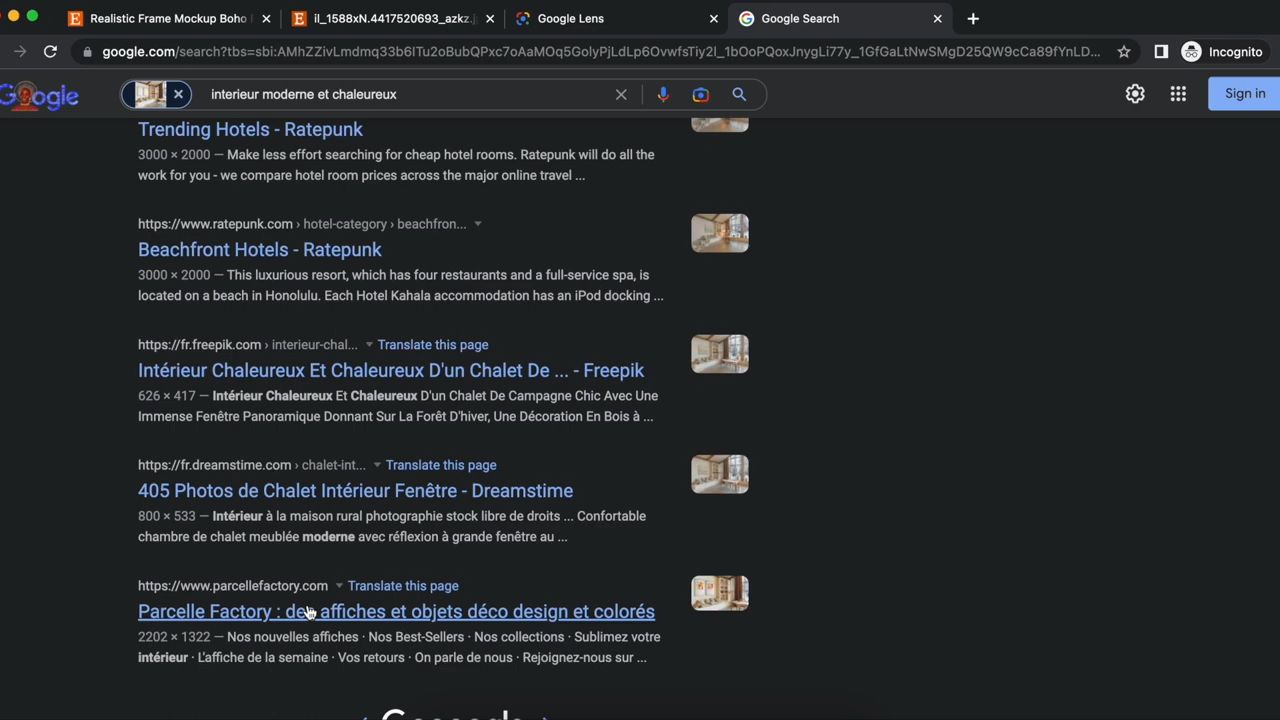 Realistic Frame Mockup Boho
il_1588xN.4417520693_azkz.j
Google Lens
Google Search
google.com/search?tbs=sbi:AMhZZivLmdmq33b6ITu2oBubQPxc7oAaMOq5GolyPjLdLp6OvwfsTiy2I_1bOoPQoxJnygLi77y_1GfGaLtNwSMgD25QW9cCa89fYnLD...
Incognito
Google
interieur moderne et chaleureux
Sign in
Trending Hotels - Ratepunk
3000 × 2000 — Make less effort searching for cheap hotel rooms. Ratepunk will do all the
work for you - we compare hotel room prices across the major online travel ...
https://www.ratepunk.com › hotel-category › beachfron...
Beachfront Hotels - Ratepunk
3000 × 2000 — This luxurious resort, which has four restaurants and a full-service spa, is
located on a beach in Honolulu. Each Hotel Kahala accommodation has an iPod docking ...
https://fr.freepik.com › interieur-chal... Translate this page
Intérieur Chaleureux Et Chaleureux D'un Chalet De ... - Freepik
626 × 417 — Intérieur Chaleureux Et Chaleureux D'un Chalet De Campagne Chic Avec Une
Immense Fenêtre Panoramique Donnant Sur La Forêt D'hiver, Une Décoration En Bois à ...
https://fr.dreamstime.com › chalet-int... Translate this page
405 Photos de Chalet Intérieur Fenêtre - Dreamstime
800 × 533 — Intérieur à la maison rural photographie stock libre de droits ... Confortable
chambre de chalet meublée moderne avec réflexion à grande fenêtre au ...
https://www.parcellefactory.com Translate this page
Parcelle Factory : des affiches et objets déco design et colorés
2202 × 1322 — Nos nouvelles affiches · Nos Best-Sellers · Nos collections · Sublimez votre
intérieur · L'affiche de la semaine · Vos retours · On parle de nous · Rejoignez-nous sur ...